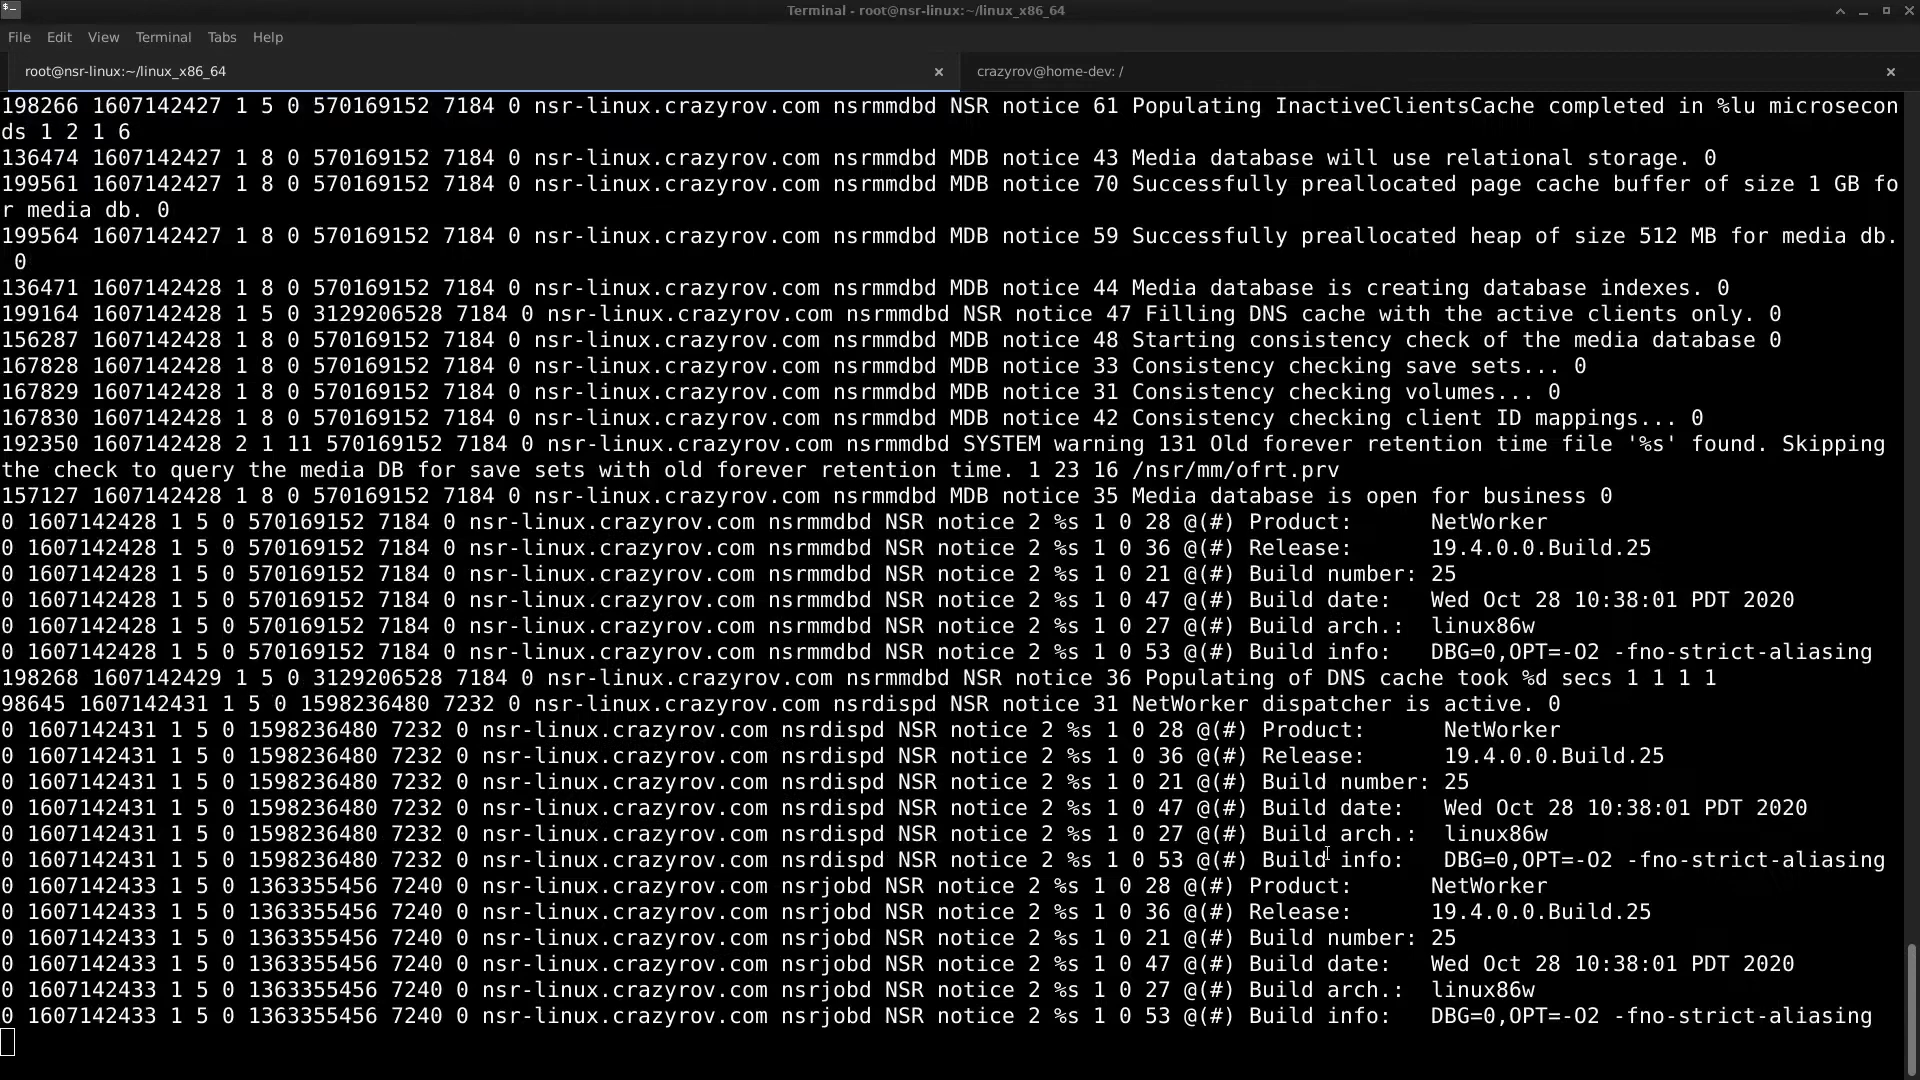 Terminal - root@nsr-linux:~/linux_x86_64
File Edit View Terminal Tabs Help
root@nsr-linux:~/linux_x86_64 × crazyrov@home-dev: / ×
198266 1607142427 1 5 0 570169152 7184 0 nsr-linux.crazyrov.com nsrmmdbd NSR notice 61 Populating InactiveClientsCache completed in %lu microsecon
ds 1 2 1 6
136474 1607142427 1 8 0 570169152 7184 0 nsr-linux.crazyrov.com nsrmmdbd MDB notice 43 Media database will use relational storage. 0
199561 1607142427 1 8 0 570169152 7184 0 nsr-linux.crazyrov.com nsrmmdbd MDB notice 70 Successfully preallocated page cache buffer of size 1 GB fo
r media db. 0
199564 1607142427 1 8 0 570169152 7184 0 nsr-linux.crazyrov.com nsrmmdbd MDB notice 59 Successfully preallocated heap of size 512 MB for media db.
0
136471 1607142428 1 8 0 570169152 7184 0 nsr-linux.crazyrov.com nsrmmdbd MDB notice 44 Media database is creating database indexes. 0
199164 1607142428 1 5 0 3129206528 7184 0 nsr-linux.crazyrov.com nsrmmdbd NSR notice 47 Filling DNS cache with the active clients only. 0
156287 1607142428 1 8 0 570169152 7184 0 nsr-linux.crazyrov.com nsrmmdbd MDB notice 48 Starting consistency check of the media database 0
167828 1607142428 1 8 0 570169152 7184 0 nsr-linux.crazyrov.com nsrmmdbd MDB notice 33 Consistency checking save sets... 0
167829 1607142428 1 8 0 570169152 7184 0 nsr-linux.crazyrov.com nsrmmdbd MDB notice 31 Consistency checking volumes... 0
167830 1607142428 1 8 0 570169152 7184 0 nsr-linux.crazyrov.com nsrmmdbd MDB notice 42 Consistency checking client ID mappings... 0
192350 1607142428 2 1 11 570169152 7184 0 nsr-linux.crazyrov.com nsrmmdbd SYSTEM warning 131 Old forever retention time file '%s' found. Skipping
the check to query the media DB for save sets with old forever retention time. 1 23 16 /nsr/mm/ofrt.prv
157127 1607142428 1 8 0 570169152 7184 0 nsr-linux.crazyrov.com nsrmmdbd MDB notice 35 Media database is open for business 0
0 1607142428 1 5 0 570169152 7184 0 nsr-linux.crazyrov.com nsrmmdbd NSR notice 2 %s 1 0 28 @(#) Product: NetWorker
0 1607142428 1 5 0 570169152 7184 0 nsr-linux.crazyrov.com nsrmmdbd NSR notice 2 %s 1 0 36 @(#) Release: 19.4.0.0.Build.25
0 1607142428 1 5 0 570169152 7184 0 nsr-linux.crazyrov.com nsrmmdbd NSR notice 2 %s 1 0 21 @(#) Build number: 25
0 1607142428 1 5 0 570169152 7184 0 nsr-linux.crazyrov.com nsrmmdbd NSR notice 2 %s 1 0 47 @(#) Build date: Wed Oct 28 10:38:01 PDT 2020
0 1607142428 1 5 0 570169152 7184 0 nsr-linux.crazyrov.com nsrmmdbd NSR notice 2 %s 1 0 27 @(#) Build arch.: linux86w
0 1607142428 1 5 0 570169152 7184 0 nsr-linux.crazyrov.com nsrmmdbd NSR notice 2 %s 1 0 53 @(#) Build info: DBG=0,OPT=-O2 -fno-strict-aliasing
198268 1607142429 1 5 0 3129206528 7184 0 nsr-linux.crazyrov.com nsrmmdbd NSR notice 36 Populating of DNS cache took %d secs 1 1 1 1
98645 1607142431 1 5 0 1598236480 7232 0 nsr-linux.crazyrov.com nsrdispd NSR notice 31 NetWorker dispatcher is active. 0
0 1607142431 1 5 0 1598236480 7232 0 nsr-linux.crazyrov.com nsrdispd NSR notice 2 %s 1 0 28 @(#) Product: NetWorker
0 1607142431 1 5 0 1598236480 7232 0 nsr-linux.crazyrov.com nsrdispd NSR notice 2 %s 1 0 36 @(#) Release: 19.4.0.0.Build.25
0 1607142431 1 5 0 1598236480 7232 0 nsr-linux.crazyrov.com nsrdispd NSR notice 2 %s 1 0 21 @(#) Build number: 25
0 1607142431 1 5 0 1598236480 7232 0 nsr-linux.crazyrov.com nsrdispd NSR notice 2 %s 1 0 47 @(#) Build date: Wed Oct 28 10:38:01 PDT 2020
0 1607142431 1 5 0 1598236480 7232 0 nsr-linux.crazyrov.com nsrdispd NSR notice 2 %s 1 0 27 @(#) Build arch.: linux86w
0 1607142431 1 5 0 1598236480 7232 0 nsr-linux.crazyrov.com nsrdispd NSR notice 2 %s 1 0 53 @(#) Build info: DBG=0,OPT=-O2 -fno-strict-aliasing
0 1607142433 1 5 0 1363355456 7240 0 nsr-linux.crazyrov.com nsrjobd NSR notice 2 %s 1 0 28 @(#) Product: NetWorker
0 1607142433 1 5 0 1363355456 7240 0 nsr-linux.crazyrov.com nsrjobd NSR notice 2 %s 1 0 36 @(#) Release: 19.4.0.0.Build.25
0 1607142433 1 5 0 1363355456 7240 0 nsr-linux.crazyrov.com nsrjobd NSR notice 2 %s 1 0 21 @(#) Build number: 25
0 1607142433 1 5 0 1363355456 7240 0 nsr-linux.crazyrov.com nsrjobd NSR notice 2 %s 1 0 47 @(#) Build date: Wed Oct 28 10:38:01 PDT 2020
0 1607142433 1 5 0 1363355456 7240 0 nsr-linux.crazyrov.com nsrjobd NSR notice 2 %s 1 0 27 @(#) Build arch.: linux86w
0 1607142433 1 5 0 1363355456 7240 0 nsr-linux.crazyrov.com nsrjobd NSR notice 2 %s 1 0 53 @(#) Build info: DBG=0,OPT=-O2 -fno-strict-aliasing